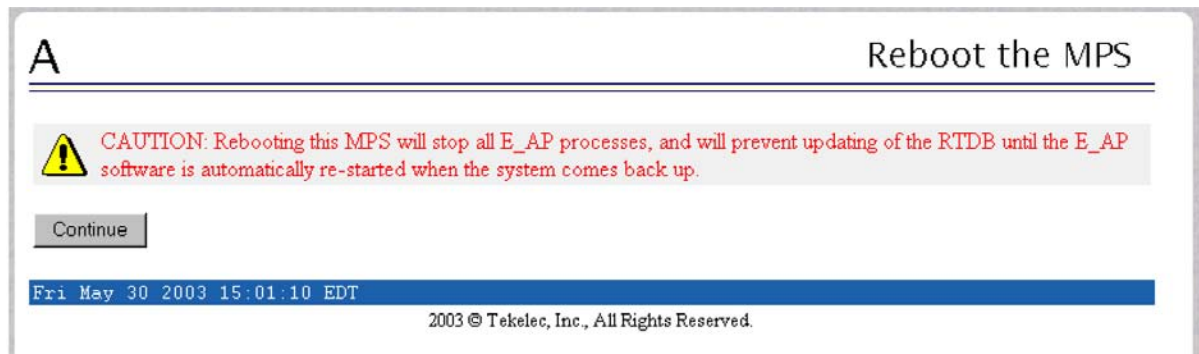 A
Reboot the MPS
CAUTION: Rebooting this MPS will stop all E_AP processes, and will prevent updating of the RTDB until the E_AP
software is automatically re-started when the system comes back up.
Continue
Fri May 30 2003 15:01:10 EDT
2003 © Tekelec, Inc., All Rights Reserved.